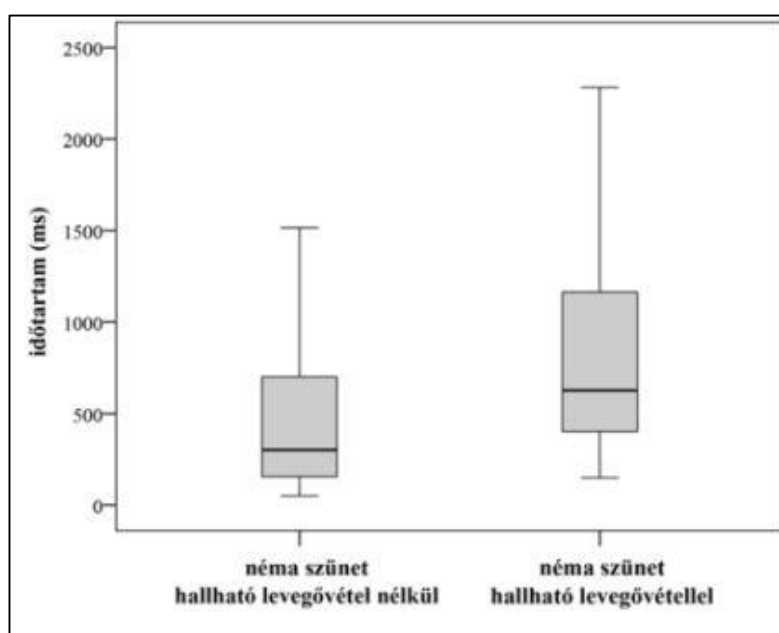 2500
2000
1500
1000
500
0
időtartam (ms)
néma szünet
hallható levegővétel nélkül
néma szünet
hallható levegővétellel